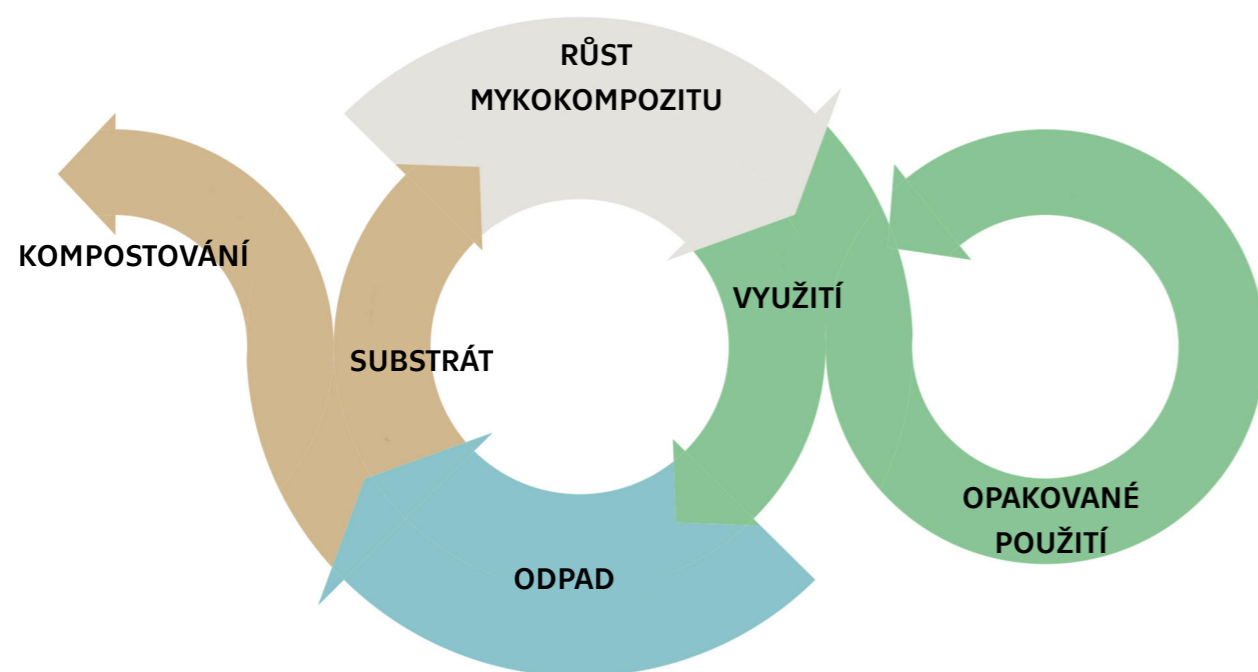 RŮST
MYKOKOMPOZITU
KOMPOSTOVÁNÍ
VYUŽITÍ
SUBSTRÁT
OPAKOVANÉ
POUŽITÍ
ODPAD